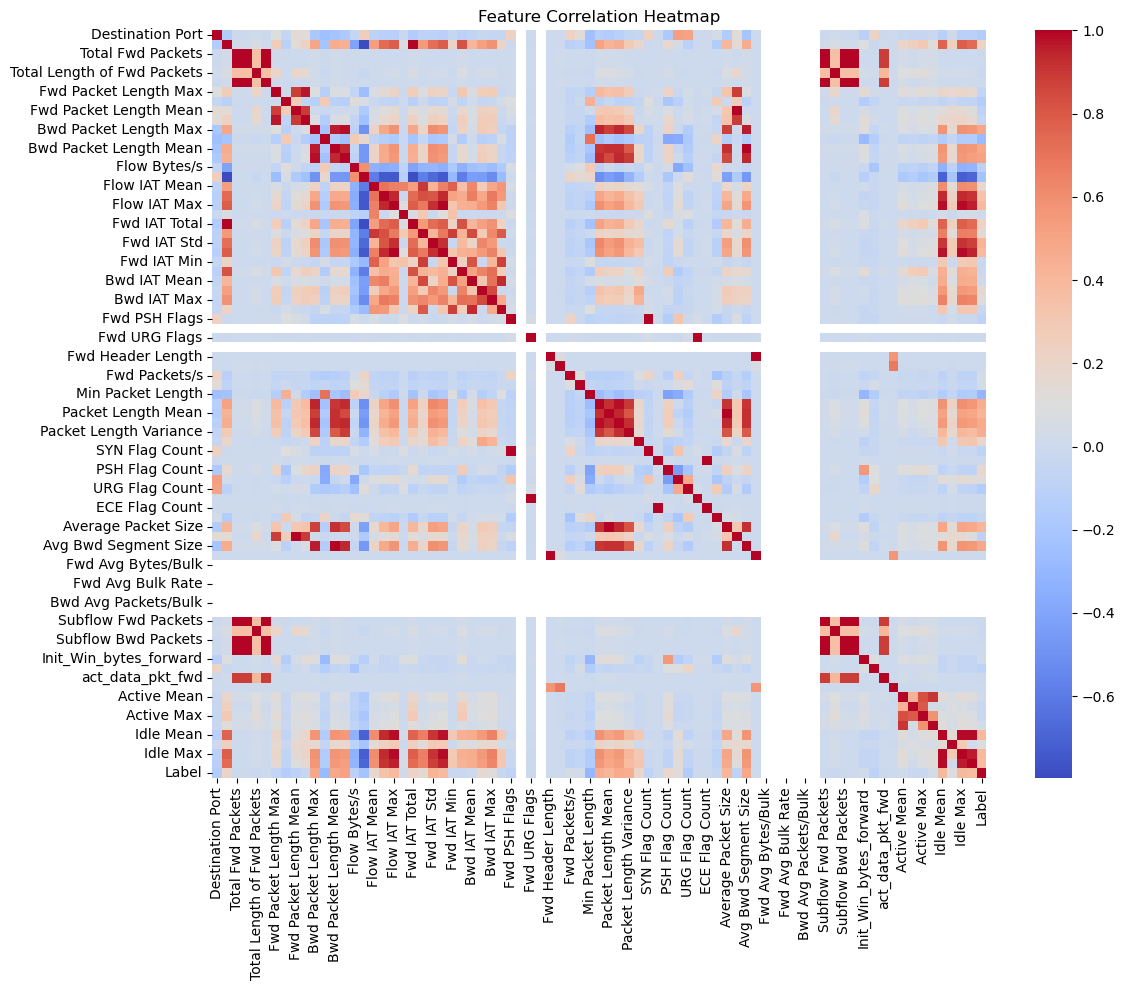 Feature Correlation Heatmap
Destination Port
Total Fwd Packets
Total Length of Fwd Packets
Fwd Packet Length Max
Fwd Packet Length Mean
Bwd Packet Length Max
Bwd Packet Length Mean
Flow Bytes/s
Flow IAT Mean
Flow IAT Max
Fwd IAT Total
Fwd IAT Std
Fwd IAT Min
Bwd IAT Mean
Bwd IAT Max
Fwd PSH Flags
Fwd URG Flags
Fwd Header Length
Fwd Packets/s
Min Packet Length
Packet Length Mean
Packet Length Variance
SYN Flag Count
PSH Flag Count
URG Flag Count
ECE Flag Count
Average Packet Size
Avg Bwd Segment Size
Fwd Avg Bytes/Bulk
Fwd Avg Bulk Rate
Bwd Avg Packets/Bulk
Subflow Fwd Packets
Subflow Bwd Packets
Init_Win_bytes_forward
act_data_pkt_fwd
Active Mean
Active Max
Idle Mean
Idle Max
Label
Destination Port
Total Fwd Packets
Total Length of Fwd Packets
Fwd Packet Length Max
Fwd Packet Length Mean
Bwd Packet Length Max
Bwd Packet Length Mean
Flow Bytes/s
Flow IAT Mean
Flow IAT Max
Fwd IAT Total
Fwd IAT Std
Fwd IAT Min
Bwd IAT Mean
Bwd IAT Max
Fwd PSH Flags
Fwd URG Flags
Fwd Header Length
Fwd Packets/s
Min Packet Length
Packet Length Mean
Packet Length Variance
SYN Flag Count
PSH Flag Count
URG Flag Count
ECE Flag Count
Average Packet Size
Avg Bwd Segment Size
Fwd Avg Bytes/Bulk
Fwd Avg Bulk Rate
Bwd Avg Packets/Bulk
Subflow Fwd Packets
Subflow Bwd Packets
Init_Win_bytes_forward
act_data_pkt_fwd
Active Mean
Active Max
Idle Mean
Idle Max
Label
1.0
0.8
0.6
0.4
0.2
0.0
−0.2
−0.4
−0.6